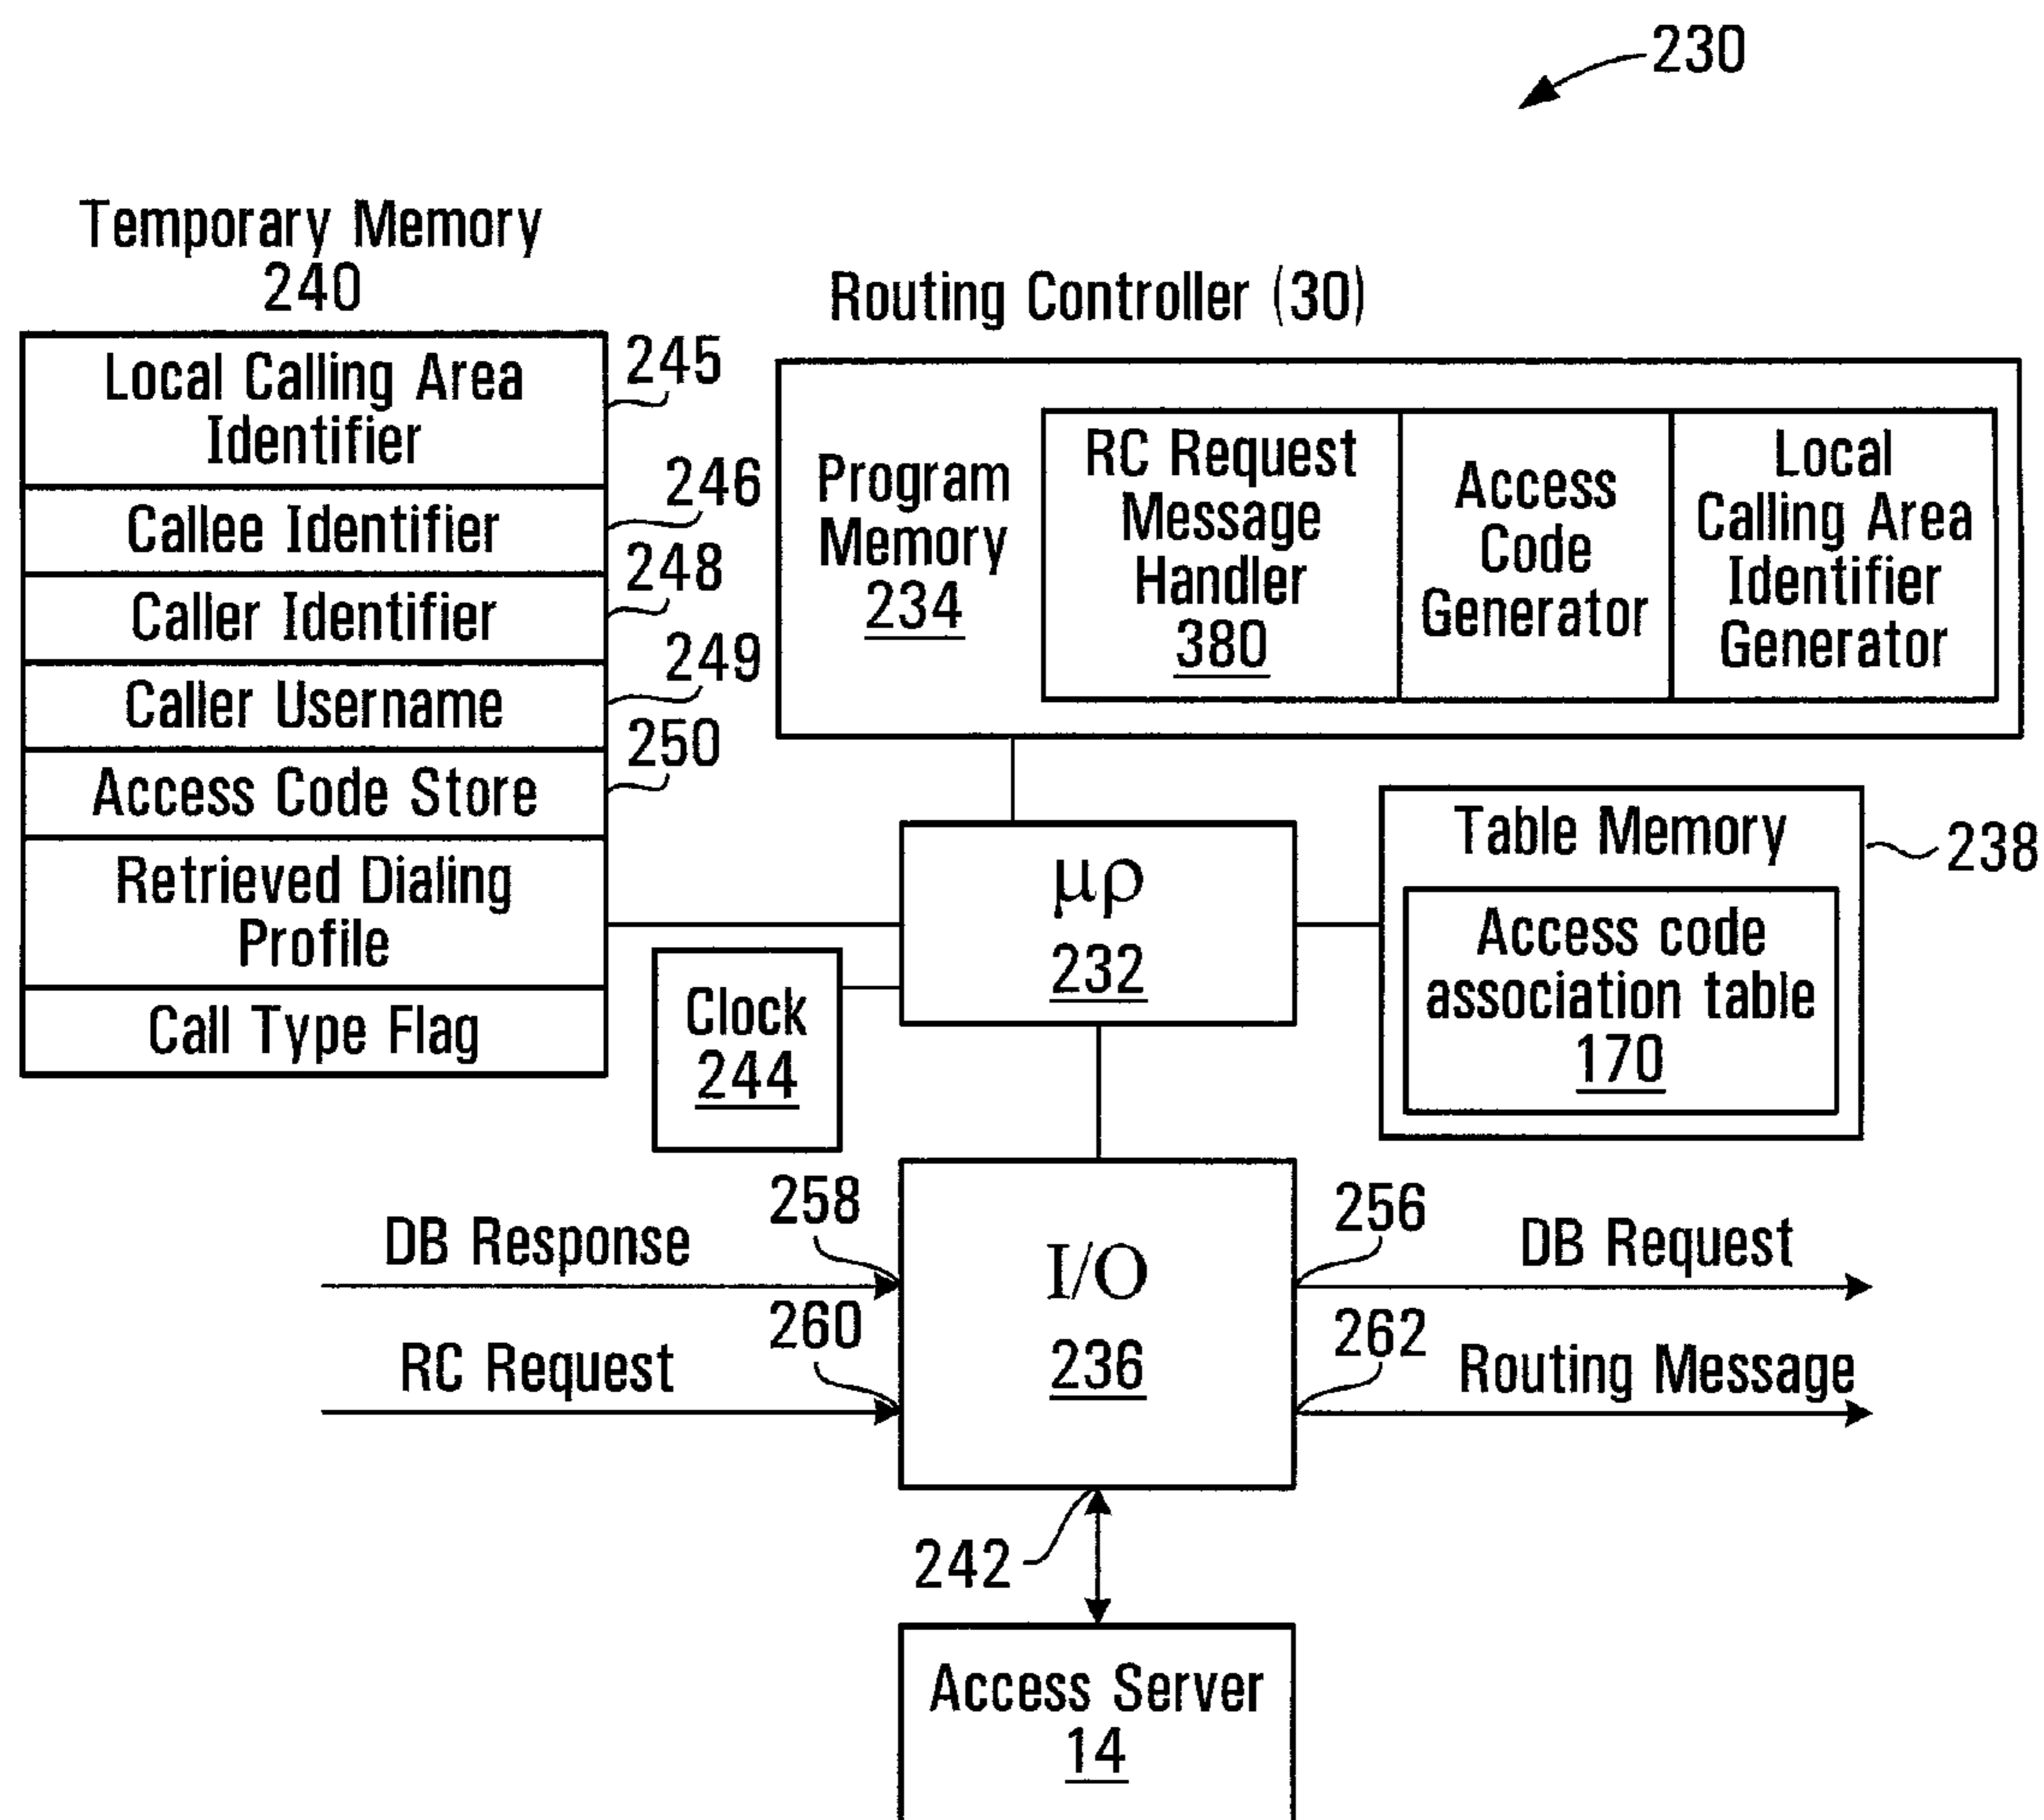 230
Temporary Memory
240
Local Calling Area
Identifier
245
Callee Identifier
246
Caller Identifier
248
Caller Username
249
Access Code Store
250
Retrieved Dialing
Profile
Call Type Flag
Routing Controller (30)
Program
Memory
234
RC Request
Message
Handler
380
Access
Code
Generator
Local
Calling Area
Identifier
Generator
μρ
232
Clock
244
Table Memory
238
Access code
association table
170
258
DB Response
260
RC Request
I/O
236
256
DB Request
262
Routing Message
242
Access Server
14